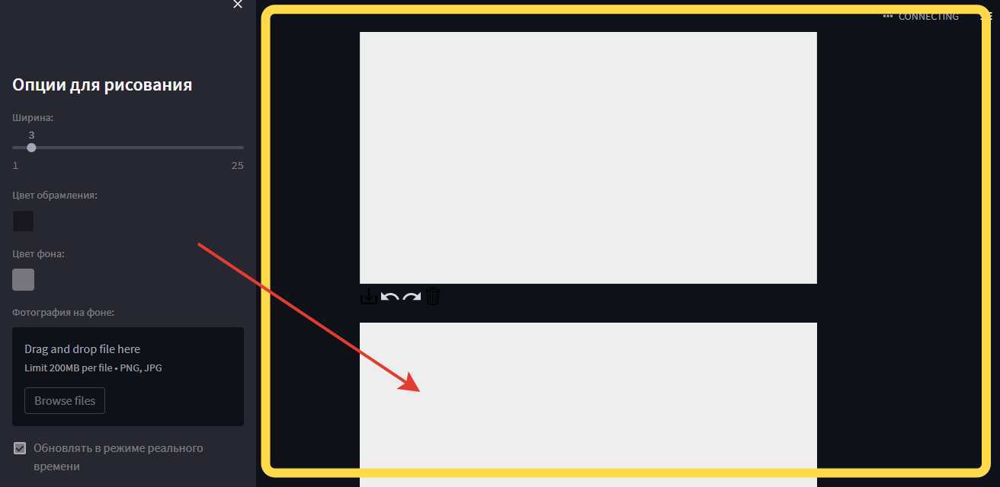 CONNECTING
Опции для рисования
Ширина:
3
1
25
Цвет обрамления:
Цвет фона:
Фотография на фоне:
Drag and drop file here
Limit 200MB per file • PNG, JPG
Browse files
Обновлять в режиме реального
времени